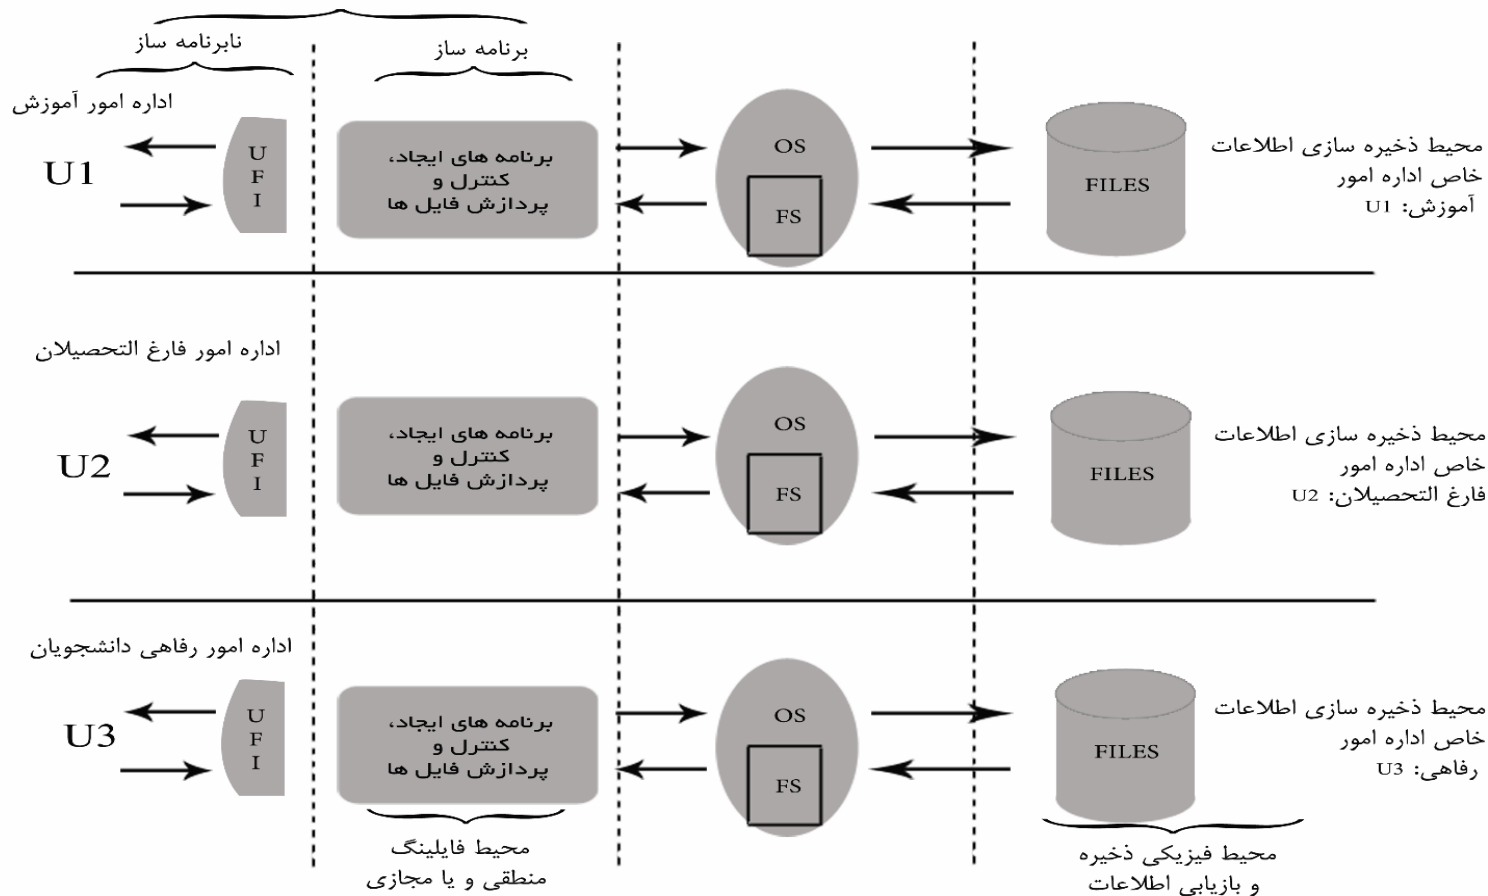 نابرنامه ساز
برنامه ساز
اداره امور آموزش
U1
U
F
I
برنامه های ایجاد،
کنترل و
پردازش فایل ها
OS
FS
FILES
محیط ذخیره سازی اطلاعات
خاص اداره امور
آموزش: U1
اداره امور فارغ التحصیلان
U2
U
F
I
برنامه های ایجاد،
کنترل و
پردازش فایل ها
OS
FS
FILES
محیط ذخیره سازی اطلاعات
خاص اداره امور
فارغ التحصیلان: U2
اداره امور رفاهی دانشجویان
U3
U
F
I
برنامه های ایجاد،
کنترل و
پردازش فایل ها
OS
FS
FILES
محیط ذخیره سازی اطلاعات
خاص اداره امور
رفاهی: U3
محیط فایلینگ
منطقی و یا مجازی
محیط فیزیکی ذخیره
و بازیابی اطلاعات